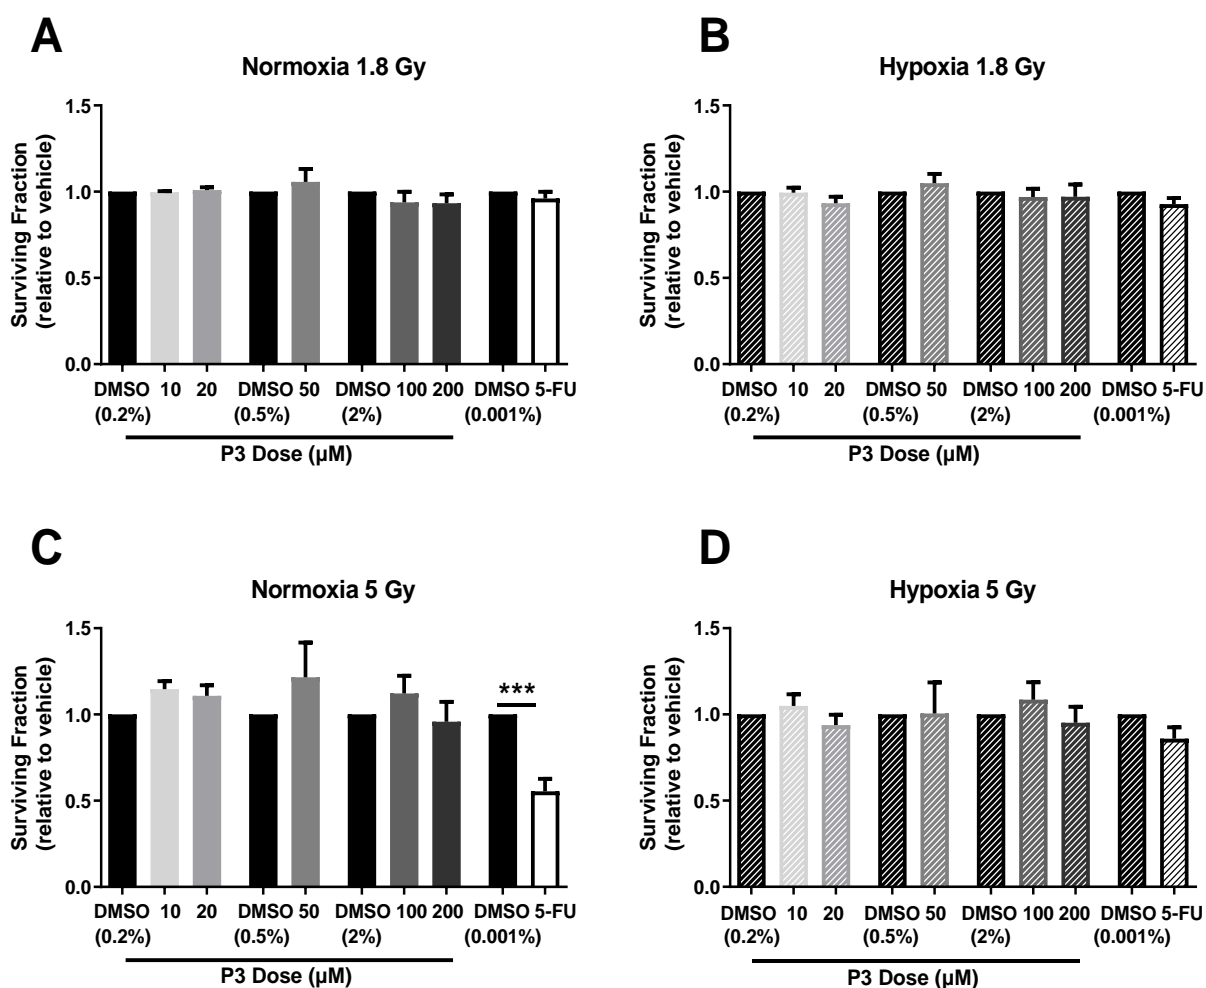 A
Normoxia 1.8 Gy
Surviving Fraction
(relative to vehicle)
1.5
1.0
0.5
0.0
DMSO 10 20 DMSO 50 DMSO 100 200 DMSO 5-FU
(0.2%) (0.5%) (2%) (0.001%)
P3 Dose (µM)
B
Hypoxia 1.8 Gy
Surviving Fraction
(relative to vehicle)
1.5
1.0
0.5
0.0
DMSO 10 20 DMSO 50 DMSO 100 200 DMSO 5-FU
(0.2%) (0.5%) (2%) (0.001%)
P3 Dose (µM)
C
Normoxia 5 Gy
Surviving Fraction
(relative to vehicle)
1.5
1.0
0.5
0.0
***
DMSO 10 20 DMSO 50 DMSO 100 200 DMSO 5-FU
(0.2%) (0.5%) (2%) (0.001%)
P3 Dose (µM)
D
Hypoxia 5 Gy
Surviving Fraction
(relative to vehicle)
1.5
1.0
0.5
0.0
DMSO 10 20 DMSO 50 DMSO 100 200 DMSO 5-FU
(0.2%) (0.5%) (2%) (0.001%)
P3 Dose (µM)